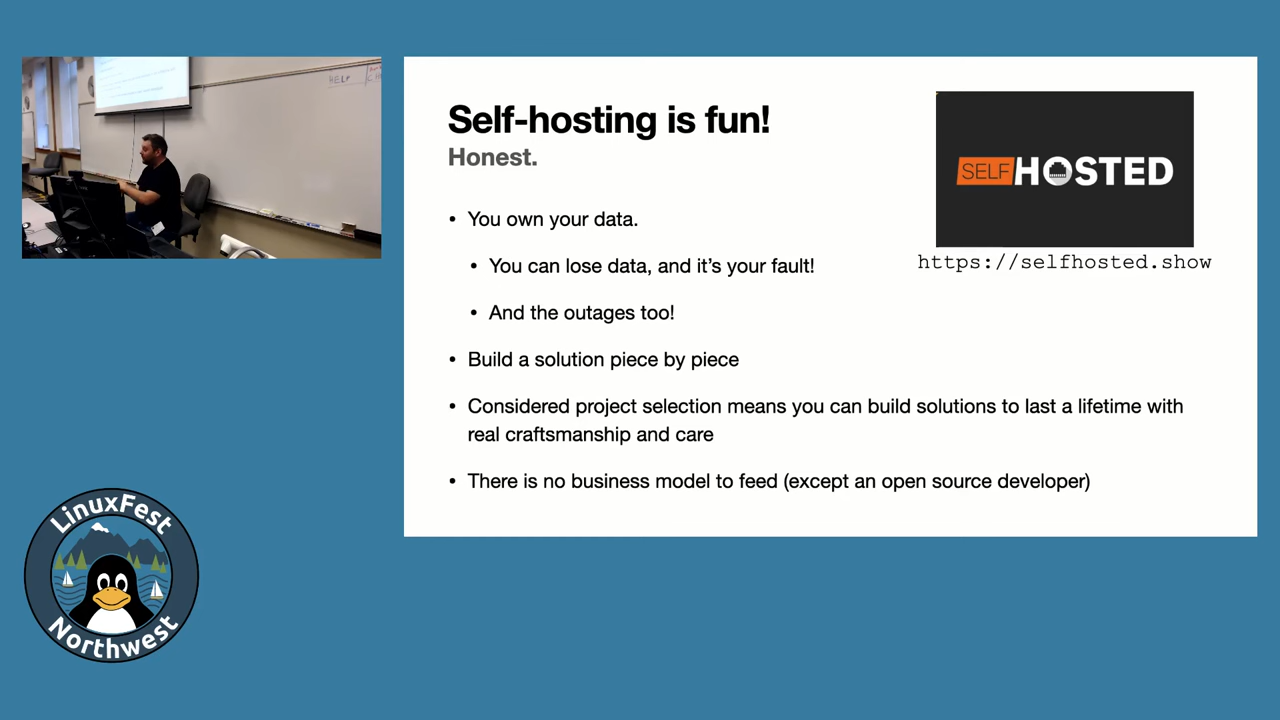 HELP
Self-hosting is fun!
Honest.
SELF HOSTED
https://selfhosted.show
• You own your data.
• You can lose data, and it’s your fault!
• And the outages too!
• Build a solution piece by piece
• Considered project selection means you can build solutions to last a lifetime with
real craftsmanship and care
• There is no business model to feed (except an open source developer)
LinuxFest
Northwest